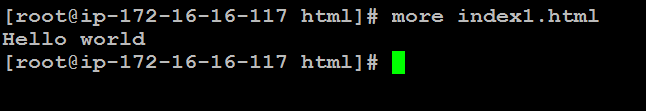 [root@ip-172-16-16-117 html]# more index1.html
Hello world
[root@ip-172-16-16-117 html]#